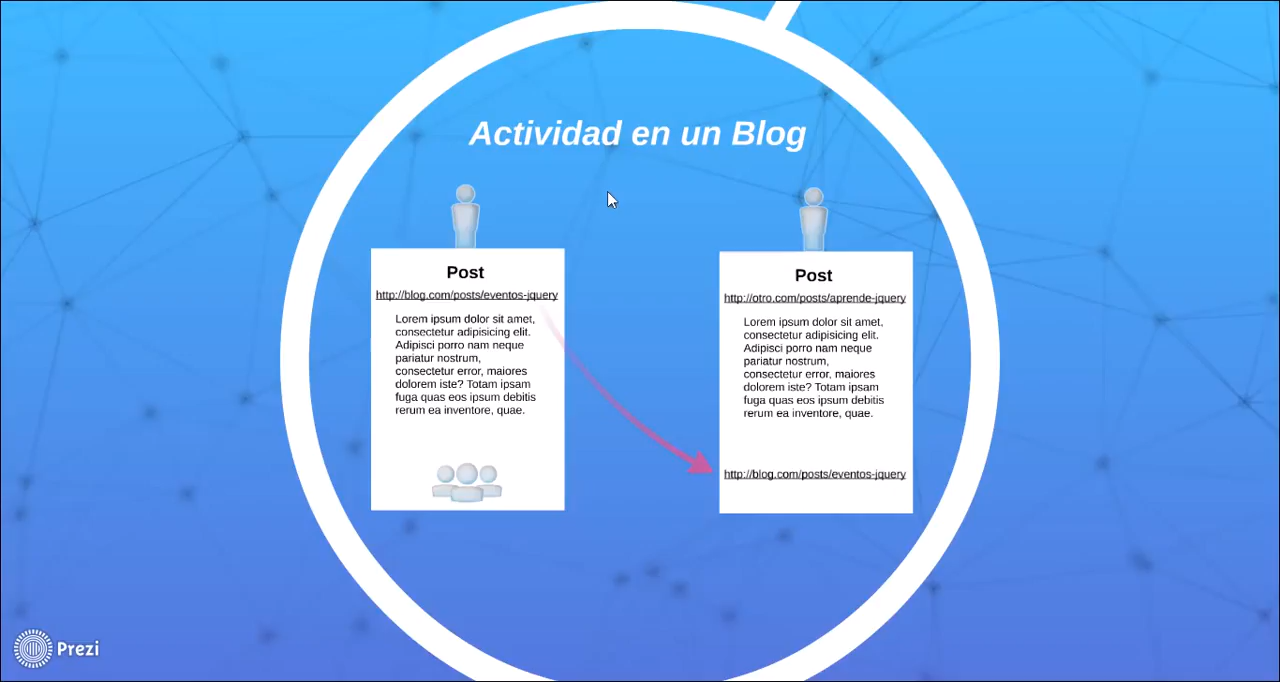 Actividad en un Blog
Post
http://blog.com/posts/eventos-jquery
Lorem ipsum dolor sit amet,
consectetur adipisicing elit.
Adipisci porro nam neque
pariatur nostrum,
consectetur error, maiores
dolorem iste? Totam ipsam
fuga quas eos ipsum debitis
rerum ea inventore, quae.
Post
http://otro.com/posts/aprende-jquery
Lorem ipsum dolor sit amet,
consectetur adipisicing elit.
Adipisci porro nam neque
pariatur nostrum,
consectetur error, maiores
dolorem iste? Totam ipsam
fuga quas eos ipsum debitis
rerum ea inventore, quae.
http://blog.com/posts/eventos-jquery
Prezi